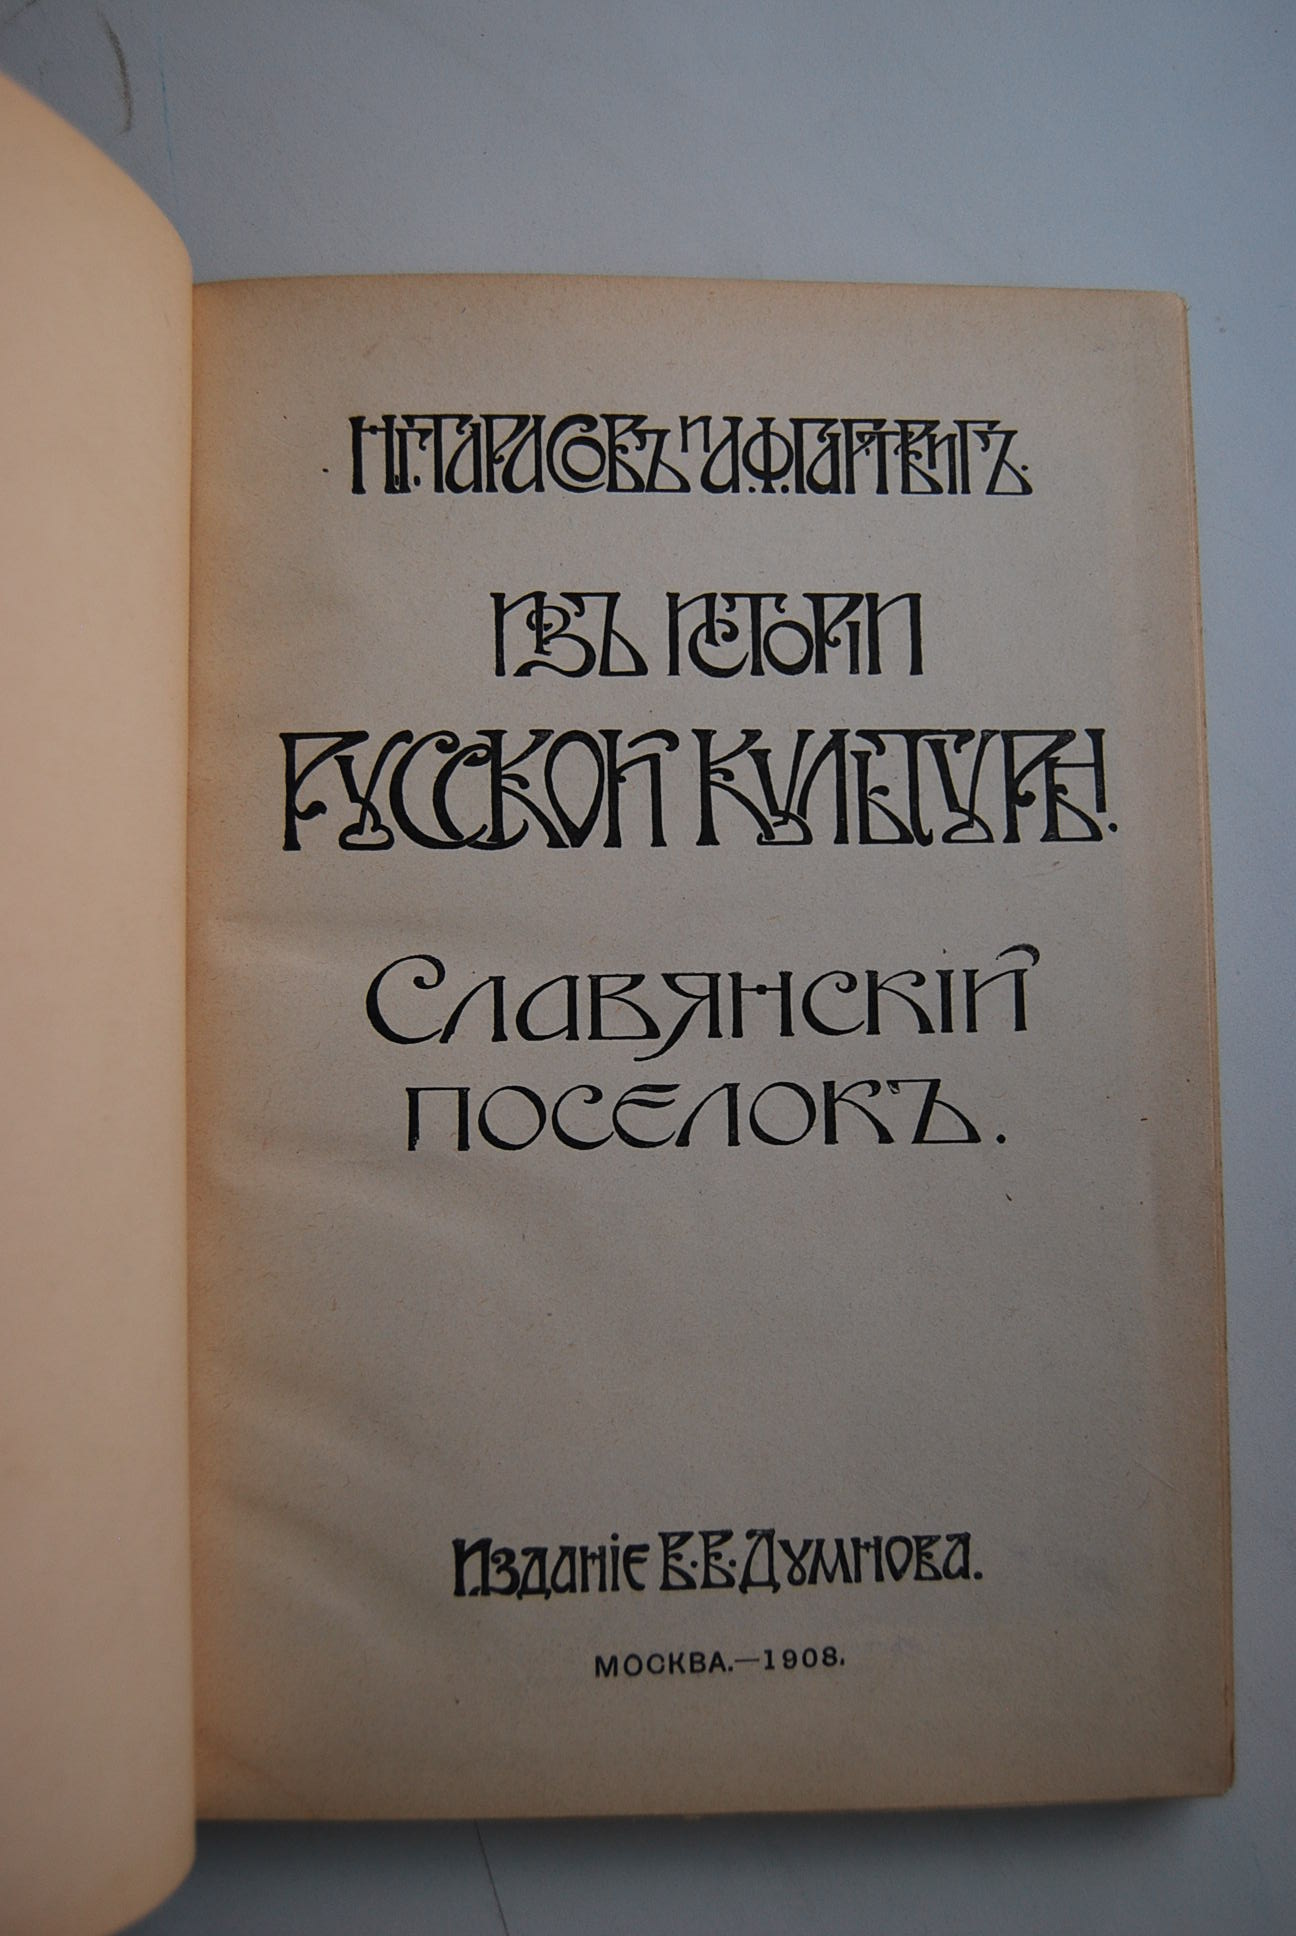 Н.Г. ТАРАСОВЪ И А.Ф. ГАРТВИГЪ.
ИЗЪ ИСТОРІИ
РУССКОЙ КУЛЬТУРЫ.
СЛАВЯНСКІЙ
ПОСЕЛОКЪ.
ИЗДАНІЕ В.В. ДУМНОВА.
МОСКВА.—1908.